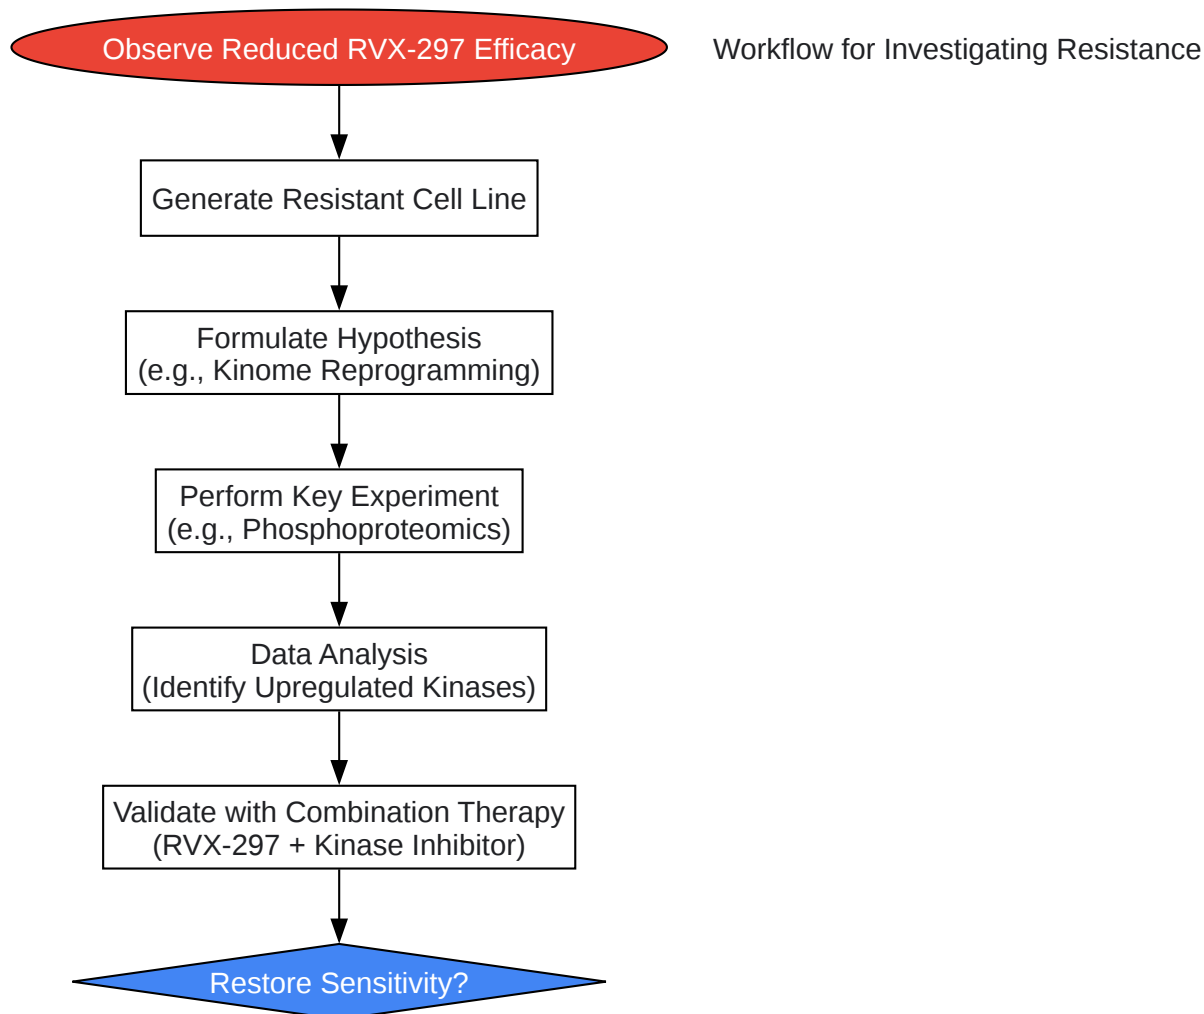 Observe Reduced RVX-297 Efficacy
Workflow for Investigating Resistance
Generate Resistant Cell Line
Formulate Hypothesis
(e.g., Kinome Reprogramming)
Perform Key Experiment
(e.g., Phosphoproteomics)
Data Analysis
(Identify Upregulated Kinases)
Validate with Combination Therapy
(RVX-297 + Kinase Inhibitor)
Restore Sensitivity?